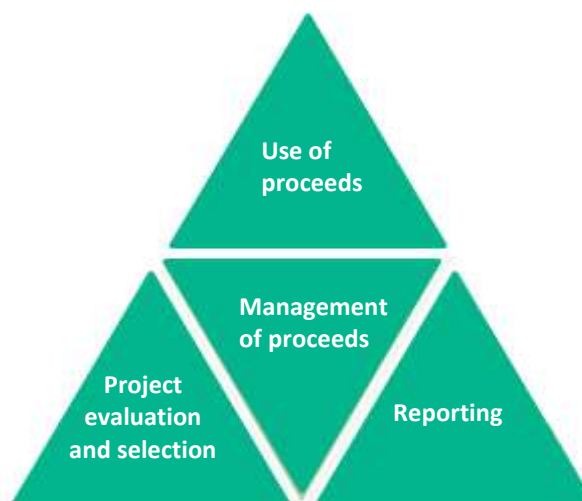 Use of
proceeds
Management
of proceeds
Project
evaluation
and selection
Reporting